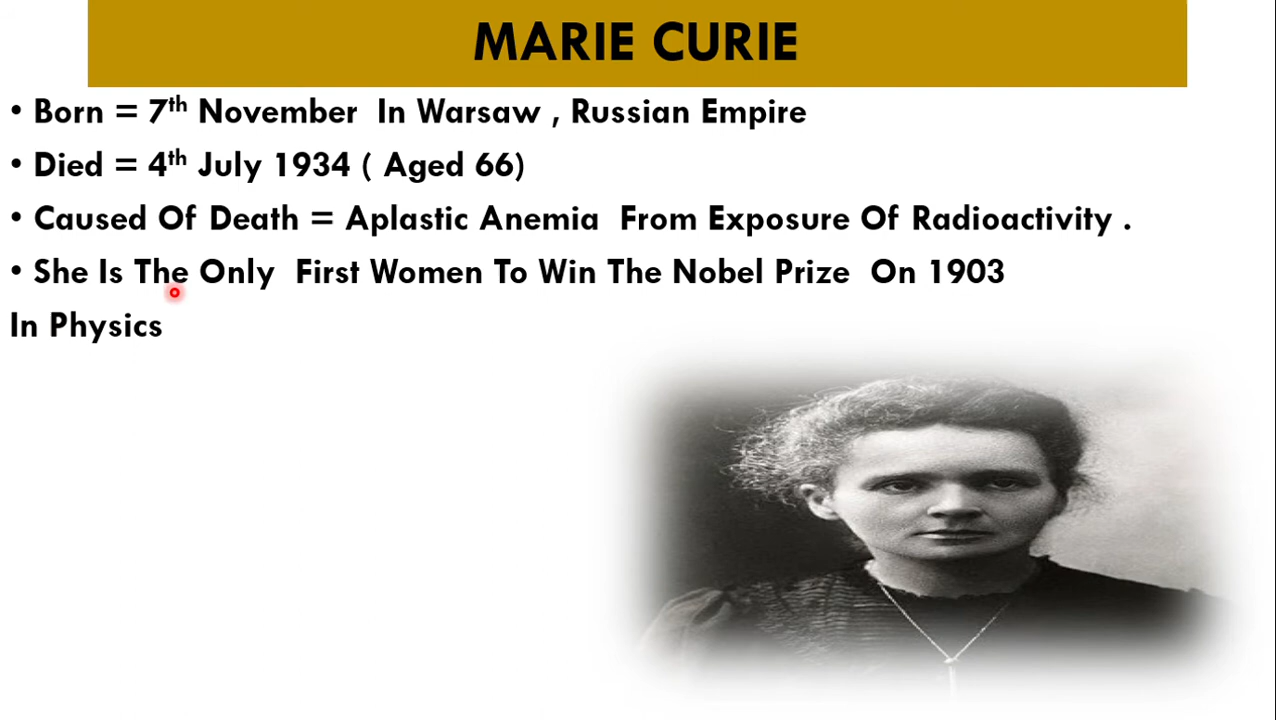 MARIE CURIE
• Born = 7th November In Warsaw , Russian Empire
• Died = 4th July 1934 ( Aged 66)
• Caused Of Death = Aplastic Anemia From Exposure Of Radioactivity .
• She Is The Only First Women To Win The Nobel Prize On 1903
In Physics